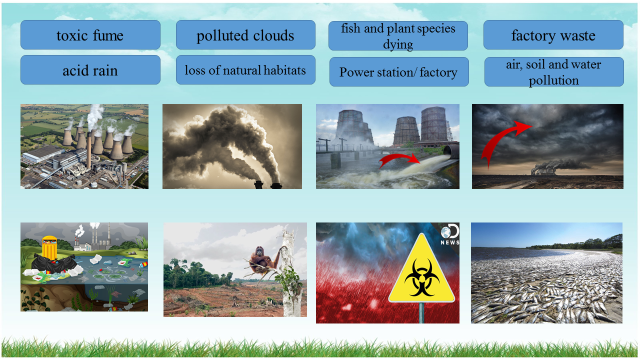 toxic fume
polluted clouds
fish and plant species
dying
factory waste
acid rain
loss of natural habitats
Power station/ factory
air, soil and water
pollution
D
NEWS